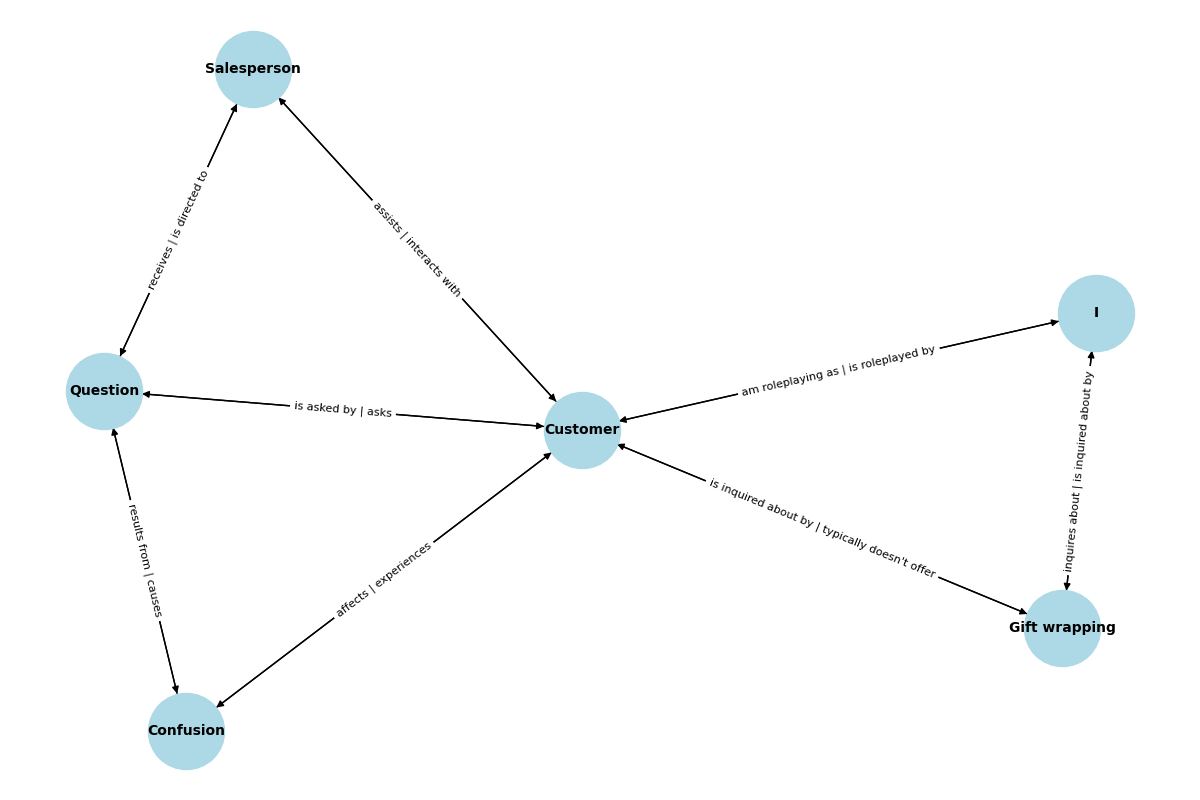 Salesperson
receives | is directed to
assists | interacts with
I
am roleplaying as | is roleplayed by
Question
is asked by | asks
Customer
inquires about | is inquired about by
is inquired about by | typically doesn't offer
results from | causes
affects | experiences
Gift wrapping
Confusion